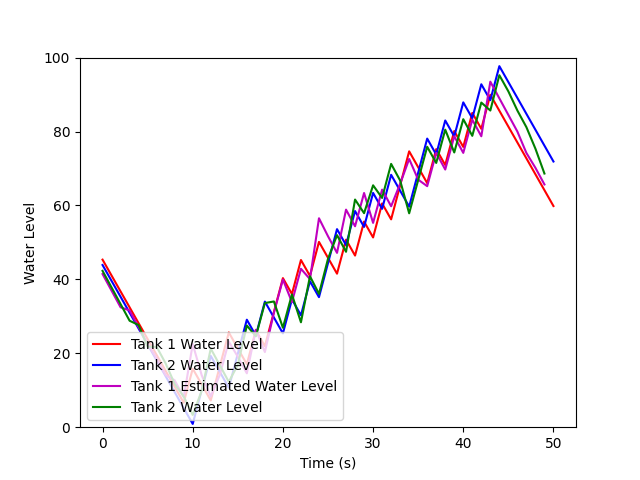 100
80
60
40
20
0
Water Level
Tank 1 Water Level
Tank 2 Water Level
Tank 1 Estimated Water Level
Tank 2 Water Level
0 10 20 30 40 50
Time (s)